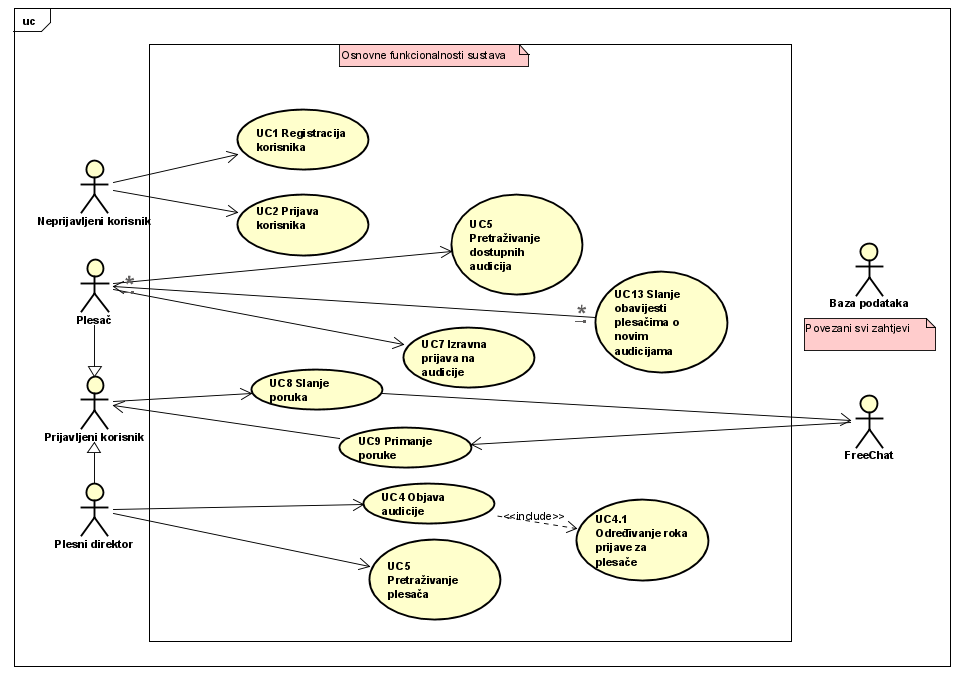 uc
Osnovne funkcionalnosti sustava
UC1 Registracija
korisnika
Neprijavljeni korisnik
UC2 Prijava
korisnika
UC5
Pretraživanje
dostupnih
audicija
Baza podataka
Povezani svi zahtjevi
Plesač
*
*
UC13 Slanje
obavijesti
plesačima o
novim
audicijama
UC7 Izravna
prijava na
audicije
UC8 Slanje
poruka
Prijavljeni korisnik
UC9 Primanje
poruke
FreeChat
UC4 Objava
audicije
<<include>>
UC4.1
Određivanje roka
prijave za
plesače
Plesni direktor
UC5
Pretraživanje
plesača